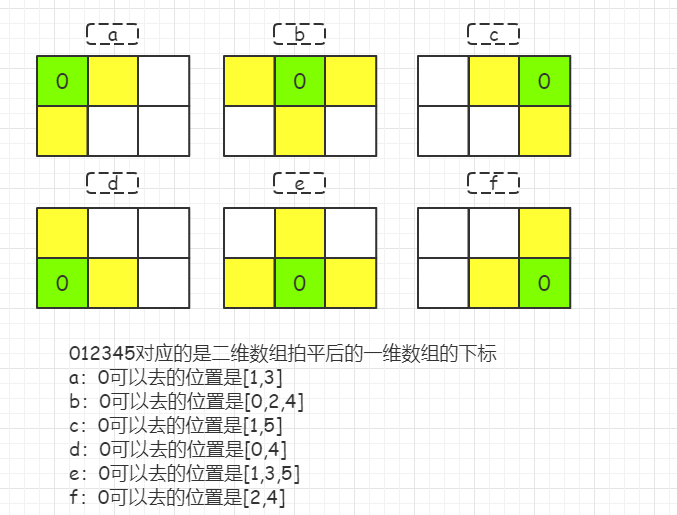 a b c
0 0 0
d e f
0 0 0
012345对应的是二维数组拍平后的一维数组的下标
a：0可以去的位置是[1,3]
b：0可以去的位置是[0,2,4]
c：0可以去的位置是[1,5]
d：0可以去的位置是[0,4]
e：0可以去的位置是[1,3,5]
f：0可以去的位置是[2,4]